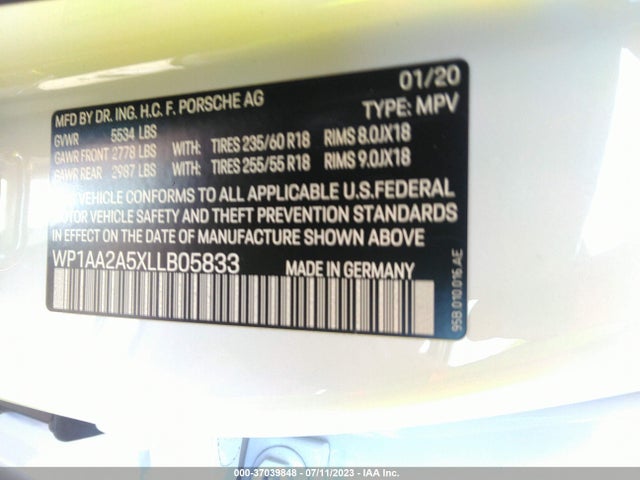 01/20
MFD BY DR. ING. H.C. F. PORSCHE AG TYPE: MPV
GVWR 5534 LBS
GAWR FRONT 2778 LBS WITH: TIRES 235/60 R18 RIMS 8.0JX18
GAWR REAR 2987 LBS WITH: TIRES 255/55 R18 RIMS 9.0JX18
VEHICLE CONFORMS TO ALL APPLICABLE U.S.FEDERAL
MOTOR VEHICLE SAFETY AND THEFT PREVENTION STANDARDS
IN EFFECT ON THE DATE OF MANUFACTURE SHOWN ABOVE
WP1AA2A5XLLB05833 MADE IN GERMANY
95B.010.016.AE
000-37039848 - 07/11/2023 - IAA Inc.